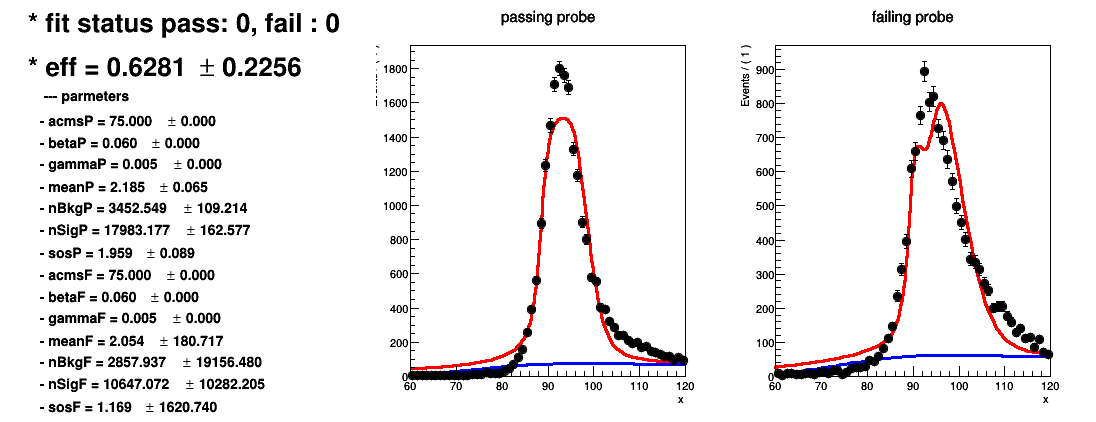 * fit status pass: 0, fail : 0
* eff = 0.6281 ± 0.2256
--- parmeters
- acmsP = 75.000 ± 0.000
- betaP = 0.060 ± 0.000
- gammaP = 0.005 ± 0.000
- meanP = 2.185 ± 0.065
- nBkgP = 3452.549 ± 109.214
- nSigP = 17983.177 ± 162.577
- sosP = 1.959 ± 0.089
- acmsF = 75.000 ± 0.000
- betaF = 0.060 ± 0.000
- gammaF = 0.005 ± 0.000
- meanF = 2.054 ± 180.717
- nBkgF = 2857.937 ± 19156.480
- nSigF = 10647.072 ± 10282.205
- sosF = 1.169 ± 1620.740
passing probe
1800
1600
1400
1200
1000
800
600
400
200
0
60 70 80 90 100 110 120
x
failing probe
Events / ( 1 )
900
800
700
600
500
400
300
200
100
0
60 70 80 90 100 110 120
x